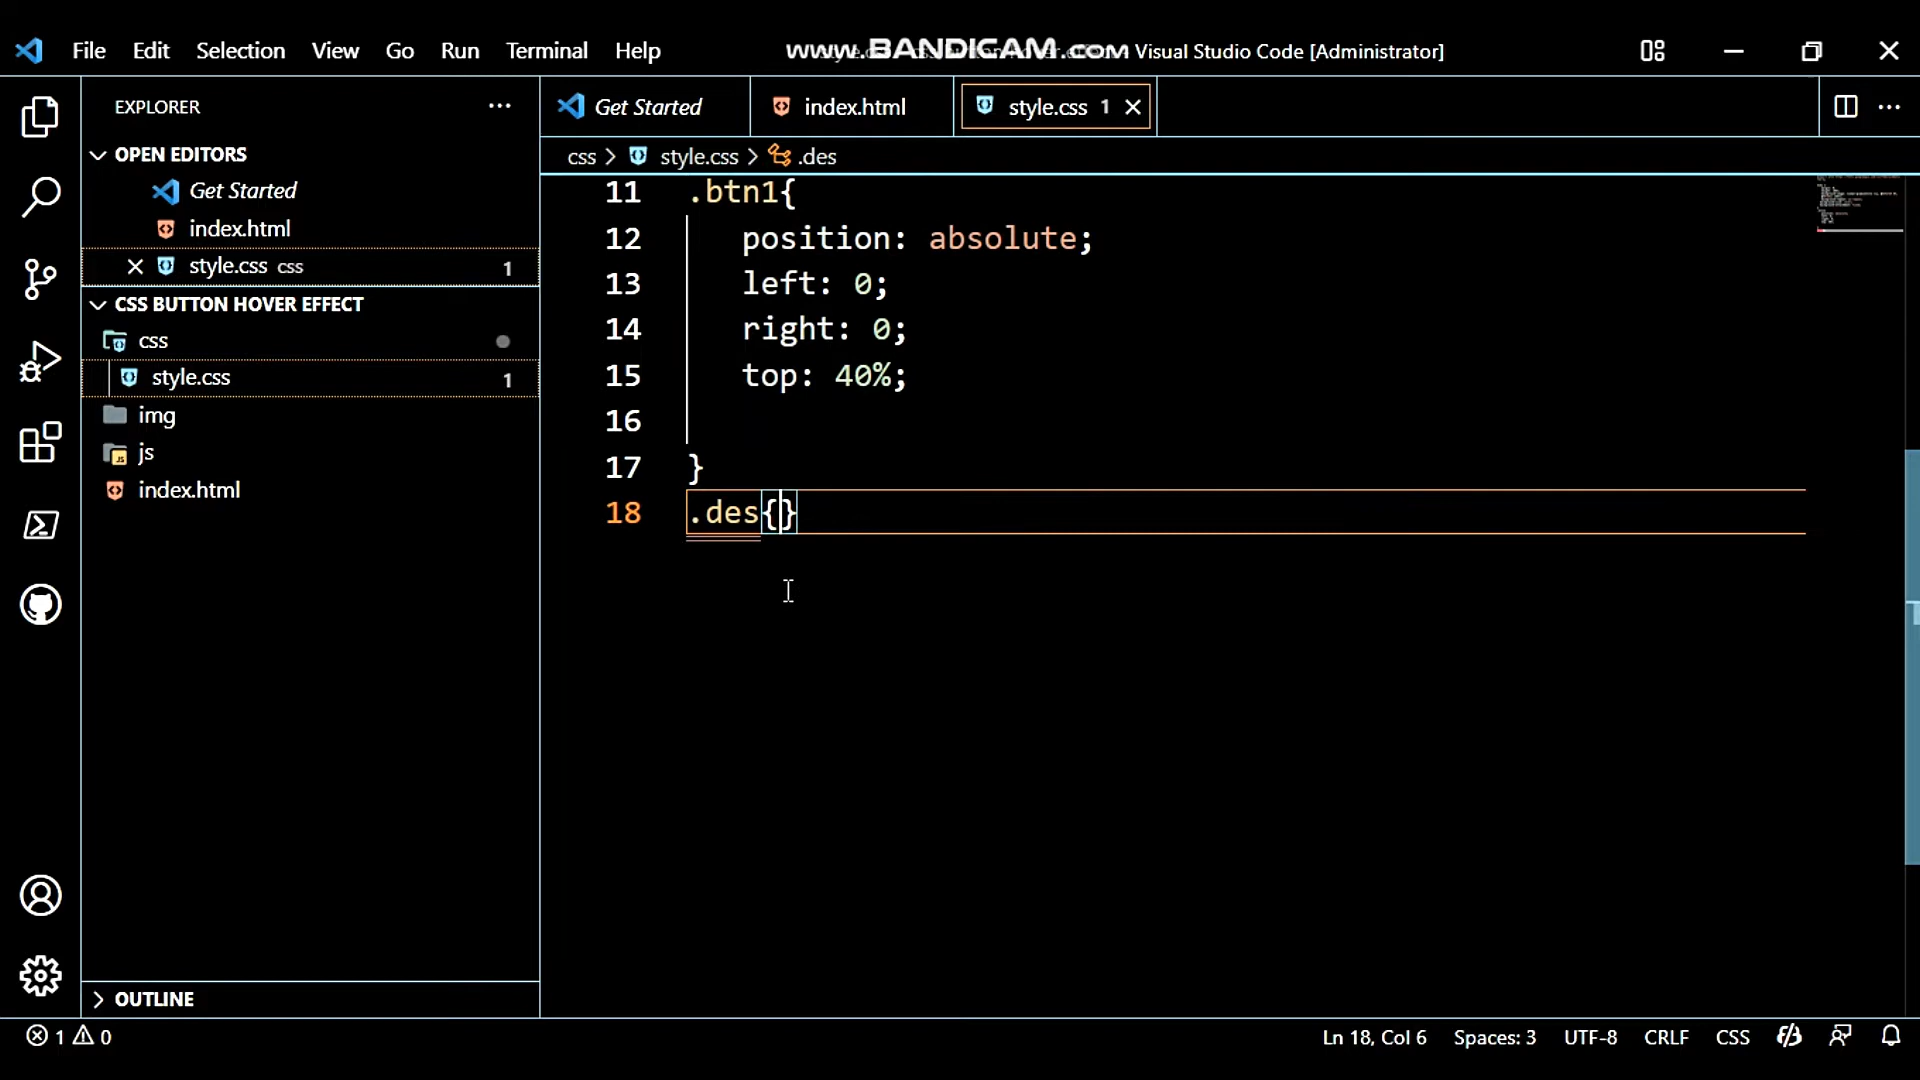 File Edit Selection View Go Run Terminal Help
www.BANDICAM.com Visual Studio Code [Administrator]
EXPLORER
Get Started
index.html
style.css 1
OPEN EDITORS
css > style.css > .des
Get Started
index.html
style.css css 1
CSS BUTTON HOVER EFFECT
css
style.css 1
img
js
index.html
11 .btn1{
12 position: absolute;
13 left: 0;
14 right: 0;
15 top: 40%;
16
17 }
18 .des{}
OUTLINE
1 0
Ln 18, Col 6 Spaces: 3 UTF-8 CRLF CSS